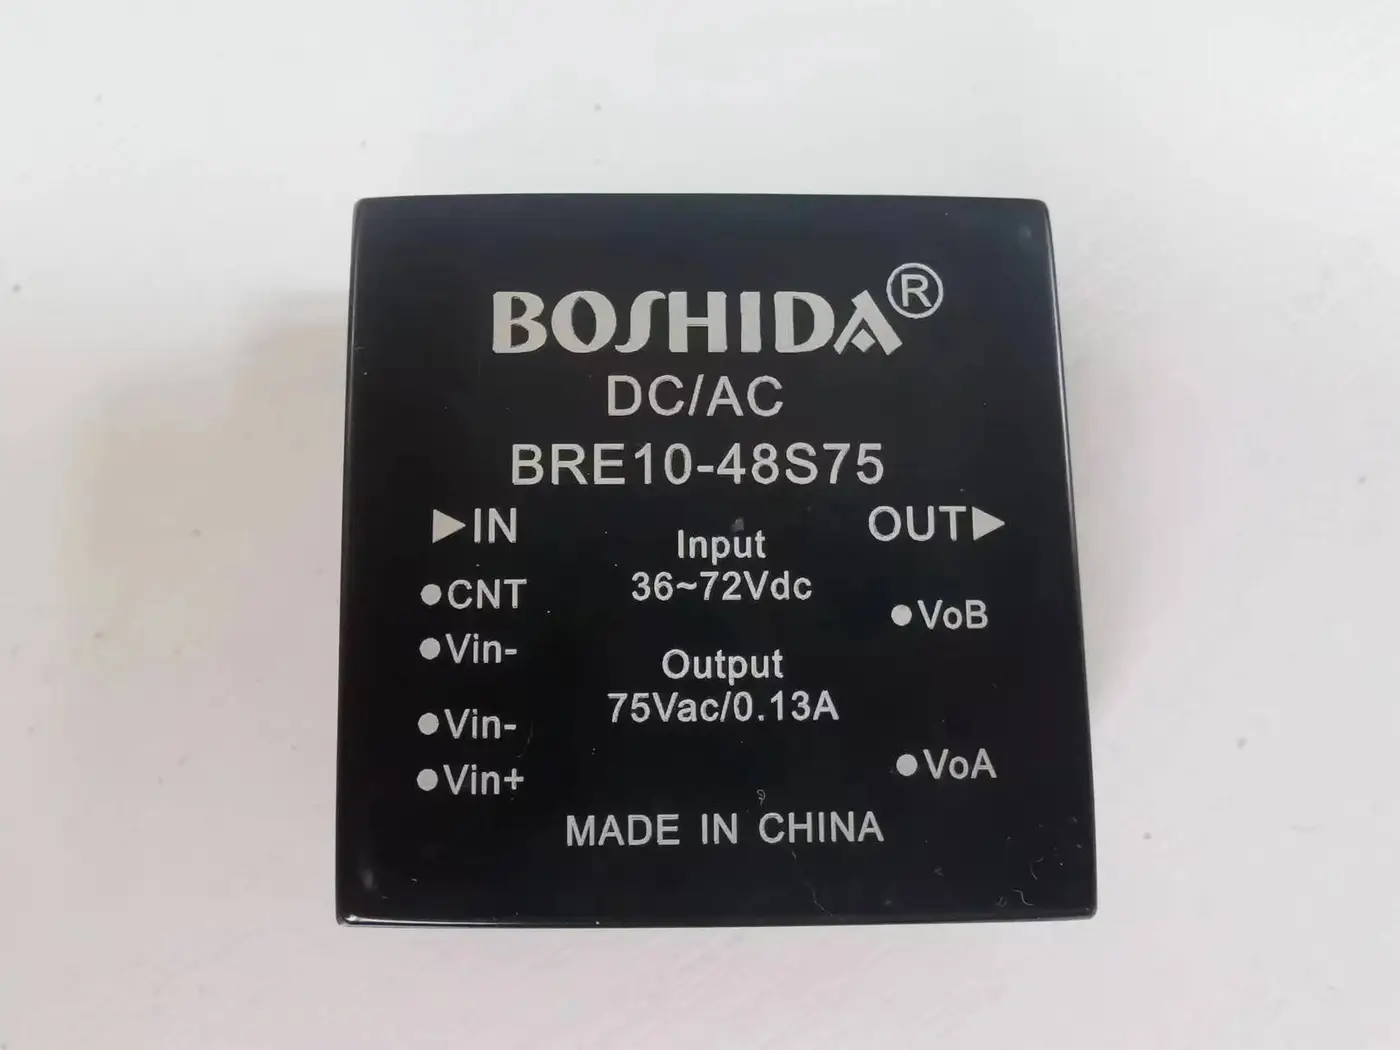 BOSHIDA®
DC/AC
BRE10-48S75
▶IN
OUT▶
Input
36~72Vdc
●CNT
●VoB
●Vin-
Output
75Vac/0.13A
●Vin-
●VoA
●Vin+
MADE IN CHINA